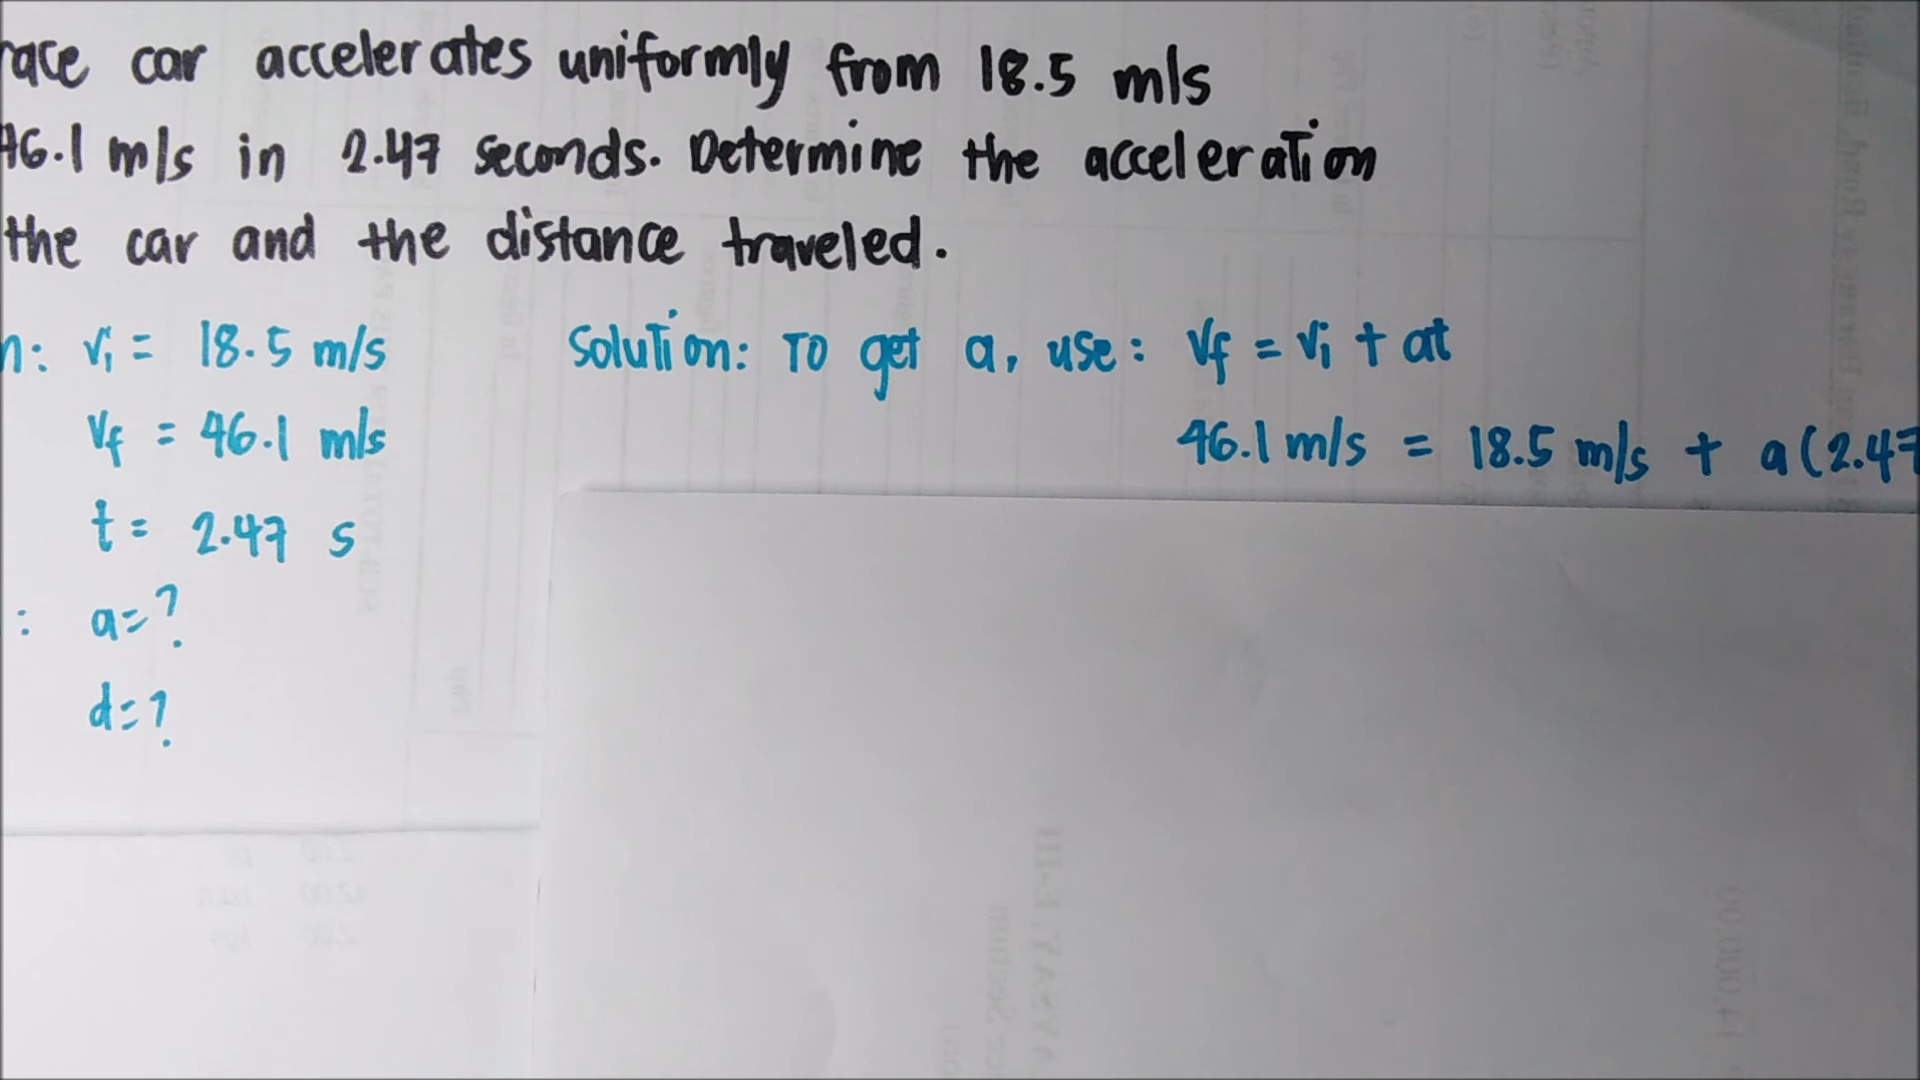 race car accelerates uniformly from 18.5 m/s
46.1 m/s in 2.47 seconds. Determine the acceleration
the car and the distance traveled.
n: vi = 18.5 m/s
vf = 46.1 m/s
t = 2.47 s
: a=?
d=?
Solution: To get a, use: vf = vi + at
46.1 m/s = 18.5 m/s + a(2.47